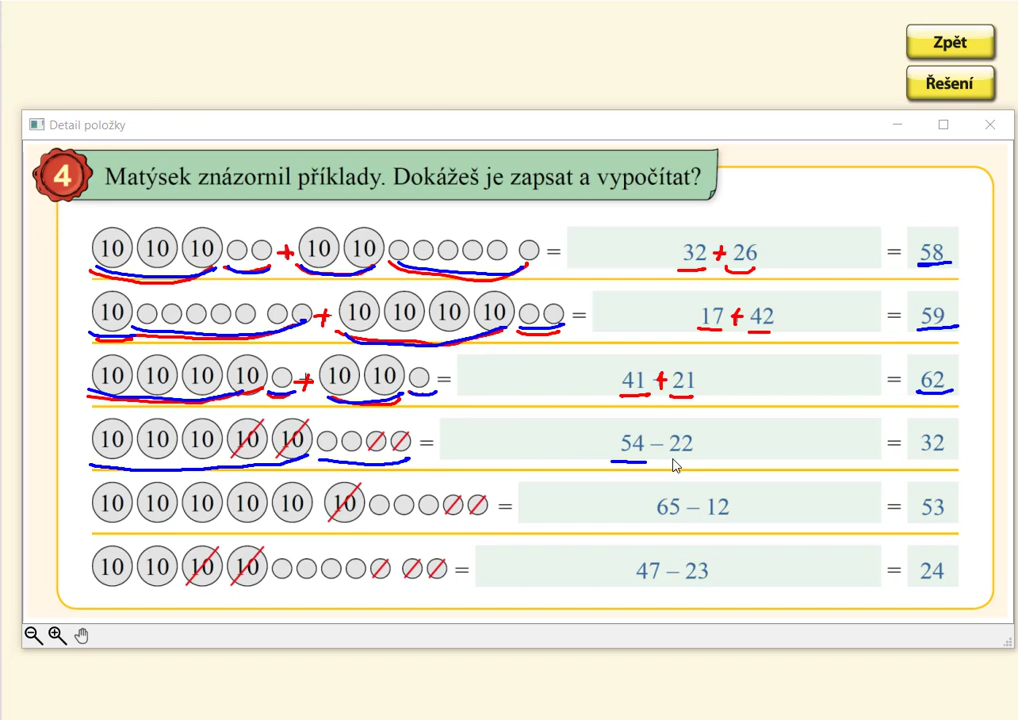 Zpět
Řešení
Detail položky
4 Matýsek znázornil příklady. Dokážeš je zapsat a vypočítat?
10 10 10 + 10 10 = 32 + 26 = 58
10 + 10 10 10 10 = 17 + 42 = 59
10 10 10 10 + 10 10 = 41 + 21 = 62
10 10 10 10 10 = 54 – 22 = 32
10 10 10 10 10 10 = 65 – 12 = 53
10 10 10 10 = 47 – 23 = 24